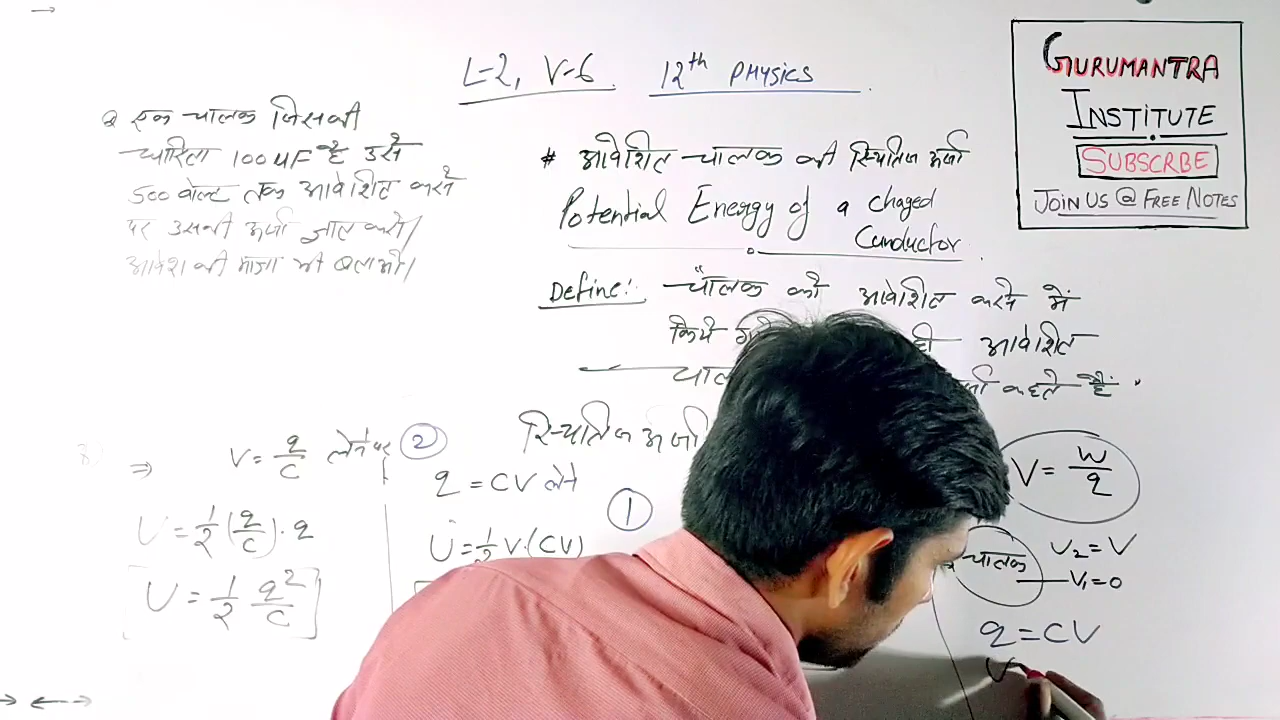 L-2, V-6 12th PHYSICS
GURUMANTRA
INSTITUTE
SUBSCRBE
JOIN US @ FREE NOTES
Q एक चालक जिसकी
धारिता 100 μF है उसे
500 वोल्ट तक आवेशित करने
पर उसकी ऊर्जा ज्ञात करो।
आवेश की मात्रा भी बताओ।
# आवेशित चालक की स्थितिज ऊर्जा
Potential Energy of a chaged
Conductor
Define:- "चालक को आवेशित करने में
किये ही आवेशित
कहते हैं
स्थितिज ऊर्जा
V = W/q
चालक V2 = V
V1 = 0
q = CV
V
②
q = CV लेने
①
U = 1/2 V.(CV)
⇒ V = q/C लेने पर
U = 1/2 (q/C) . q
U = 1/2 q²/C